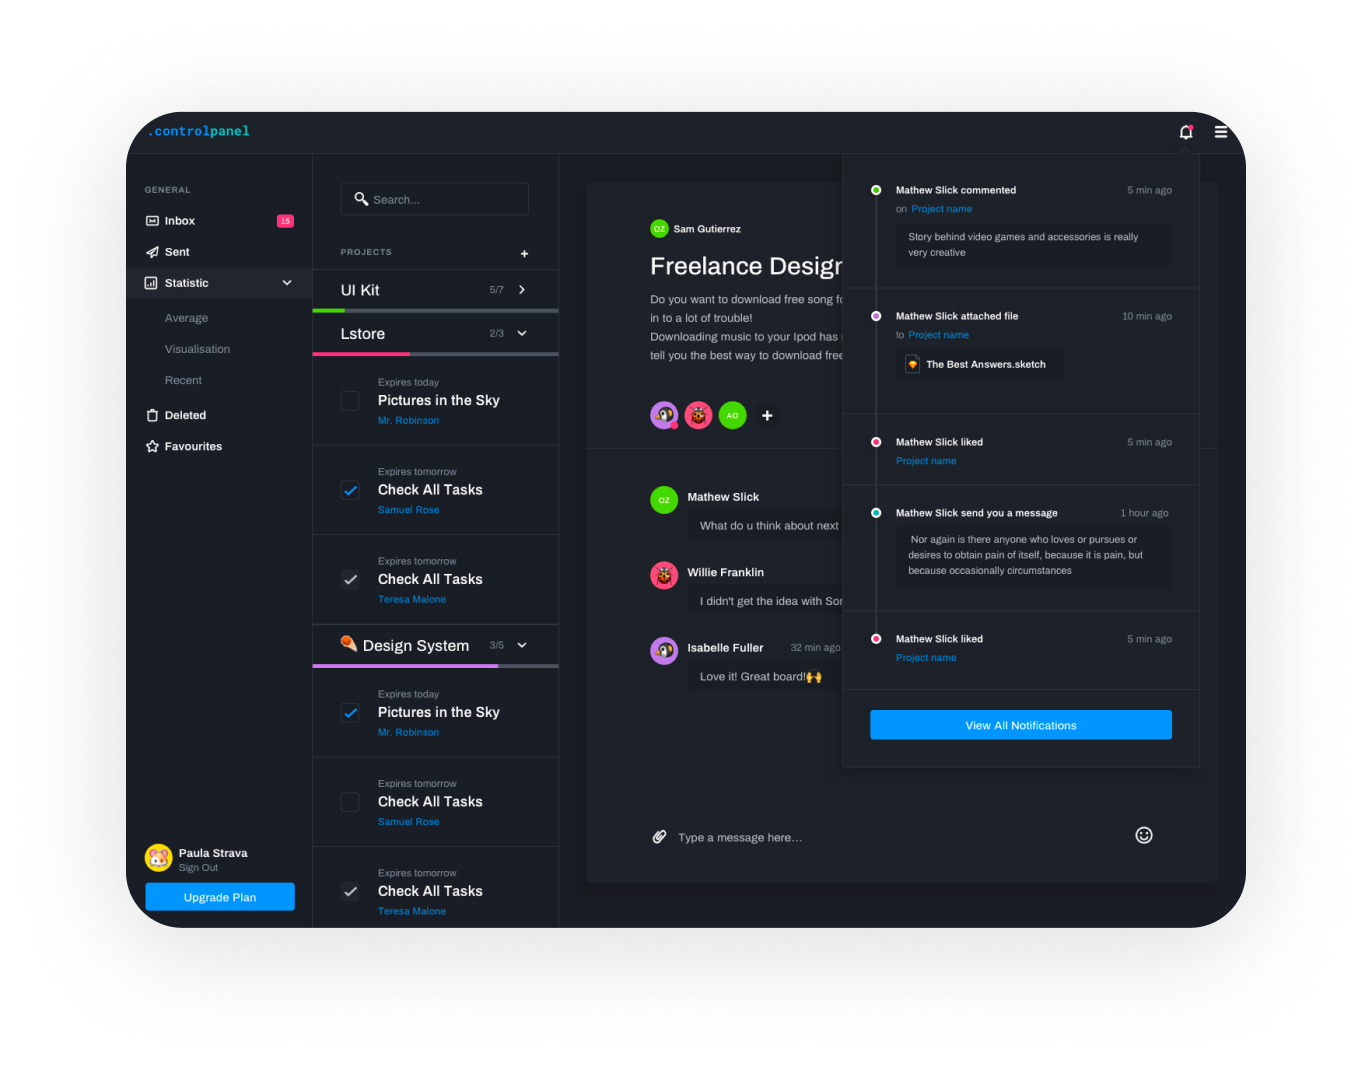 .controlpanel
GENERAL
Inbox
15
Sent
Statistic
Average
Visualisation
Recent
Deleted
Favourites
Paula Strava
Sign Out
Upgrade Plan
Search...
PROJECTS
+
UI Kit
5/7
Lstore
2/3
Expires today
Pictures in the Sky
Mr. Robinson
Expires tomorrow
Check All Tasks
Samuel Rose
Expires tomorrow
Check All Tasks
Teresa Malone
Design System
3/5
Expires today
Pictures in the Sky
Mr. Robinson
Expires tomorrow
Check All Tasks
Samuel Rose
Expires tomorrow
Check All Tasks
Teresa Malone
OZ
Sam Gutierrez
Freelance Design
Do you want to download free song fo
in to a lot of trouble!
Downloading music to your Ipod has
tell you the best way to download free
AO
+
OZ
Mathew Slick
What do u think about next
Willie Franklin
I didn't get the idea with Son
Isabelle Fuller
32 min ago
Love it! Great board!🙌
Type a message here...
Mathew Slick commented
5 min ago
on Project name
Story behind video games and accessories is really
very creative
Mathew Slick attached file
10 min ago
to Project name
The Best Answers.sketch
Mathew Slick liked
5 min ago
Project name
Mathew Slick send you a message
1 hour ago
Nor again is there anyone who loves or pursues or
desires to obtain pain of itself, because it is pain, but
because occasionally circumstances
Mathew Slick liked
5 min ago
Project name
View All Notifications